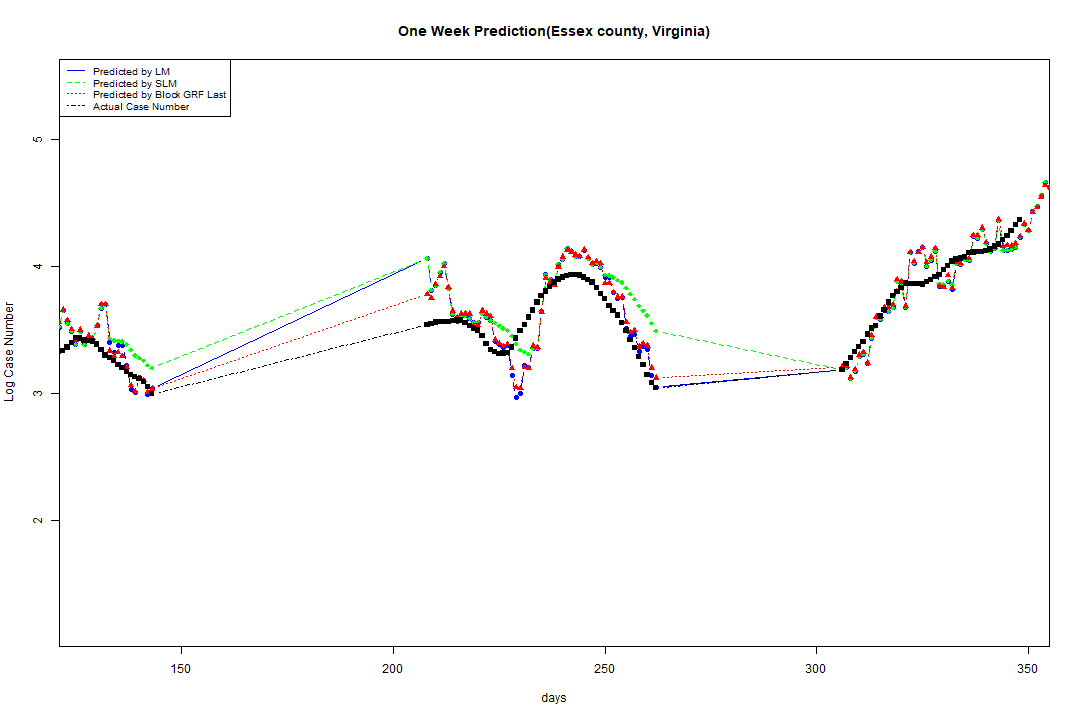 One Week Prediction(Essex county, Virginia)
Predicted by LM
Predicted by SLM
Predicted by Block GRF Last
Actual Case Number
5
4
3
2
Log Case Number
150 200 250 300 350
days